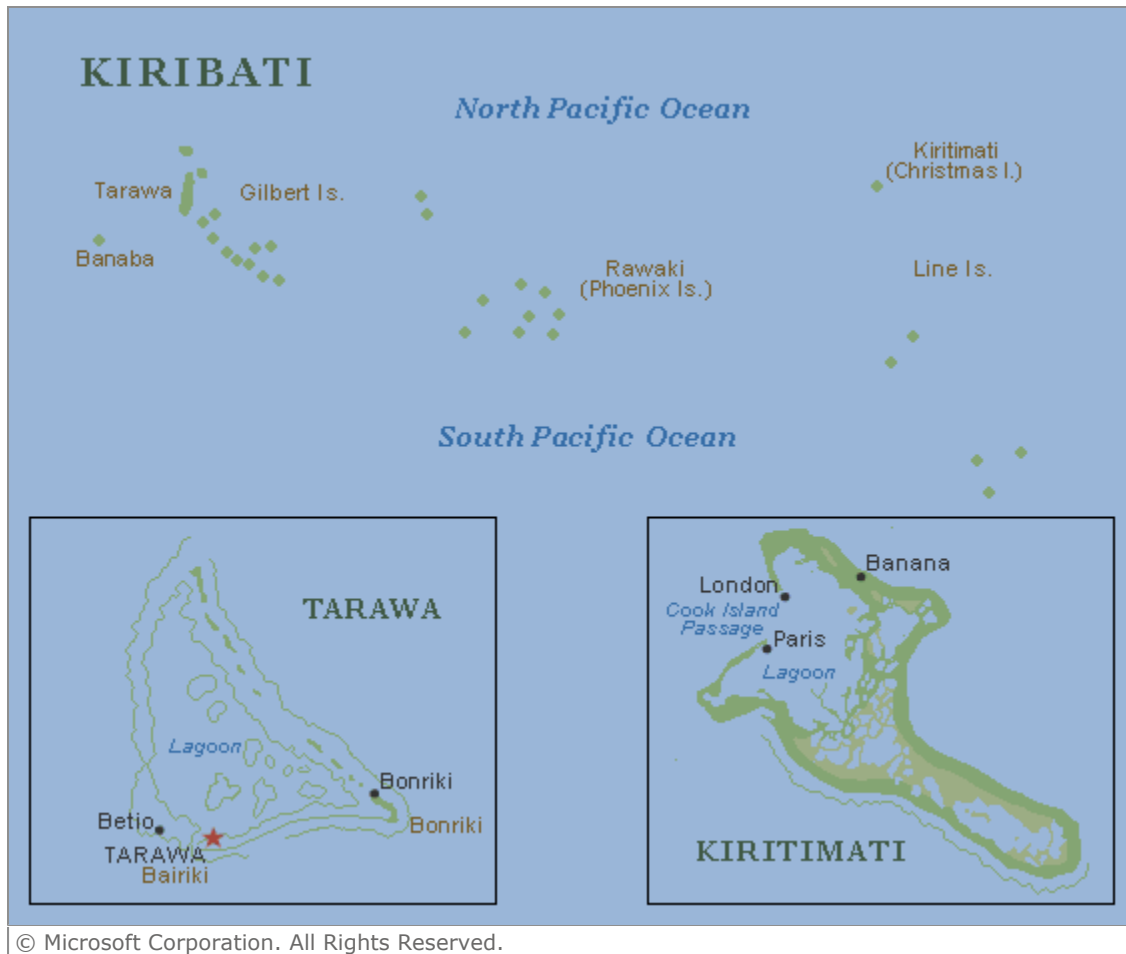 KIRIBATI
North Pacific Ocean
Kiritimati
(Christmas I.)
Tarawa
Gilbert Is.
Banaba
Rawaki
(Phoenix Is.)
Line Is.
South Pacific Ocean
TARAWA
Lagoon
Bonriki
Betio
Bonriki
TARAWA
Bairiki
Banana
London
Cook Island
Passage
Paris
Lagoon
KIRITIMATI
© Microsoft Corporation. All Rights Reserved.